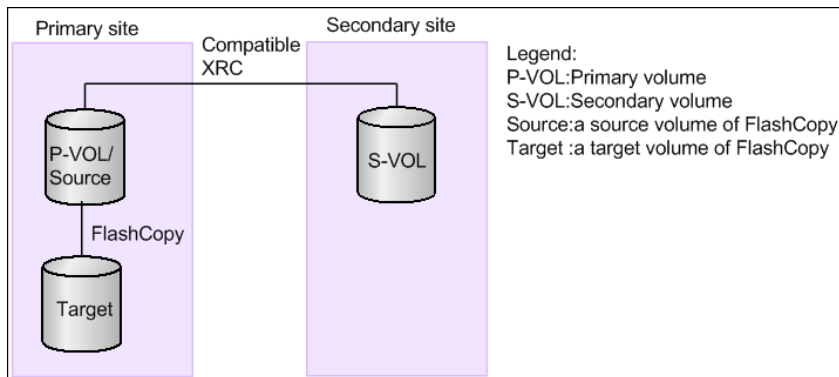 Primary site
Compatible
XRC
Secondary site
P-VOL/
Source
S-VOL
FlashCopy
Target
Legend:
P-VOL:Primary volume
S-VOL:Secondary volume
Source:a source volume of FlashCopy
Target :a target volume of FlashCopy